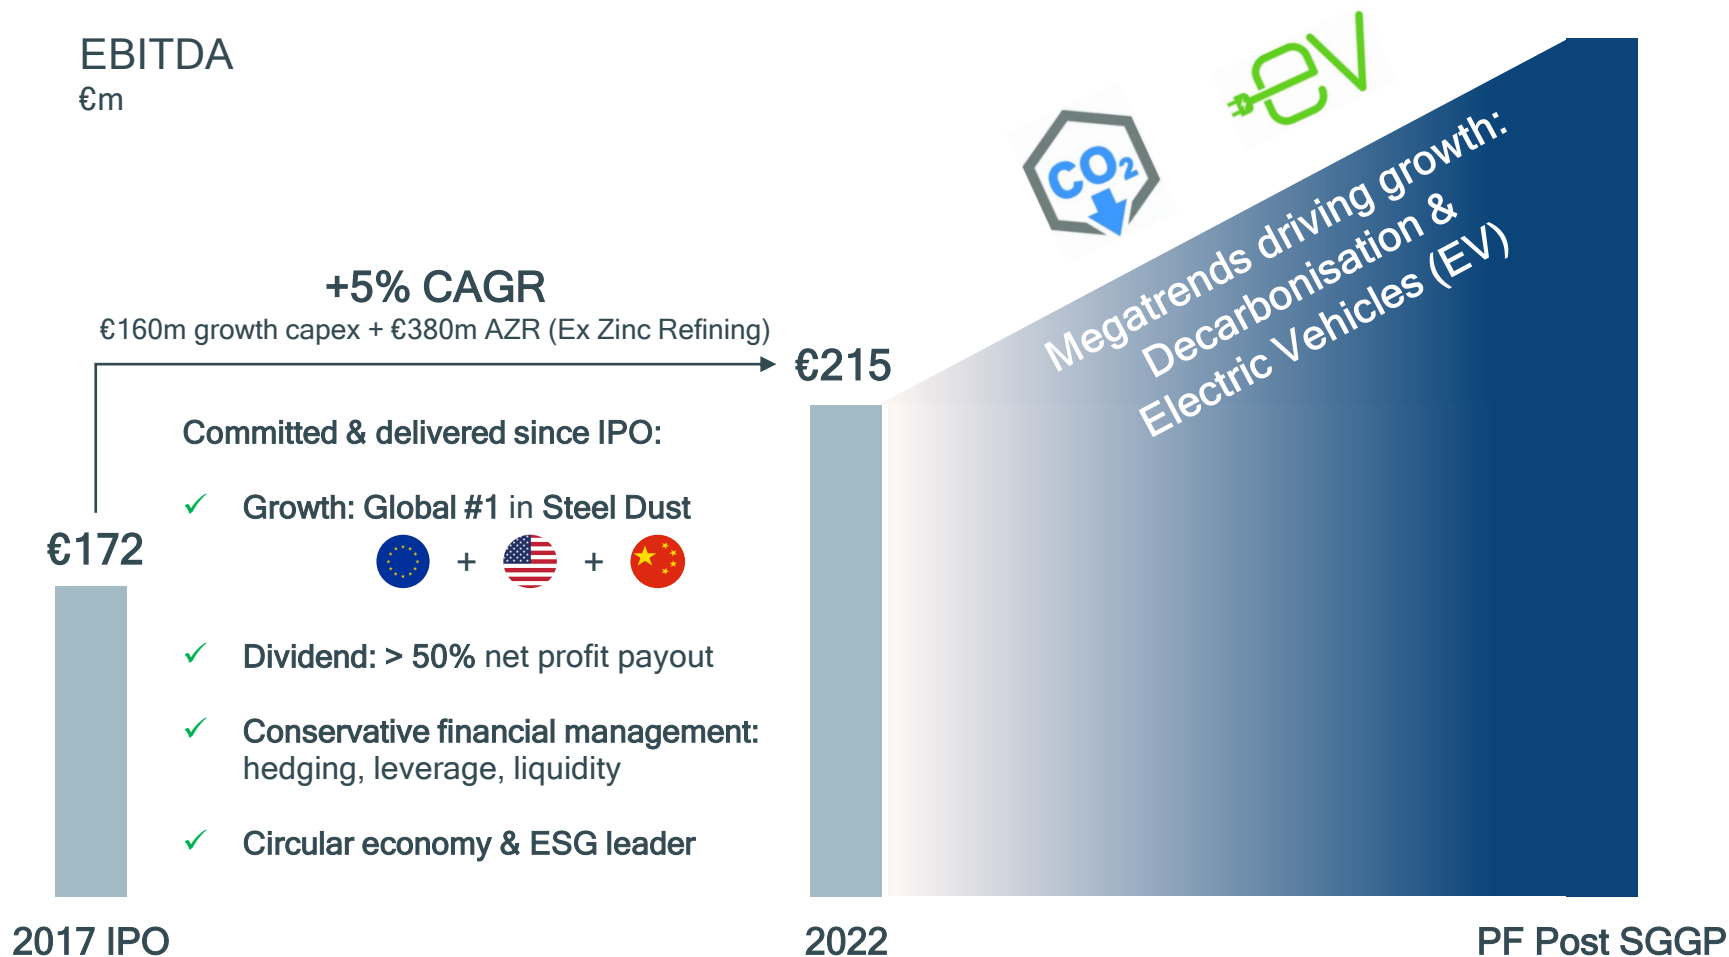 EBITDA
€m
+5% CAGR
€160m growth capex + €380m AZR (Ex Zinc Refining)
€172
€215
Committed & delivered since IPO:
✓ Growth: Global #1 in Steel Dust
+ +
✓ Dividend: > 50% net profit payout
✓ Conservative financial management:
hedging, leverage, liquidity
✓ Circular economy & ESG leader
CO2
eV
Megatrends driving growth:
Decarbonisation &
Electric Vehicles (EV)
2017 IPO
2022
PF Post SGGP